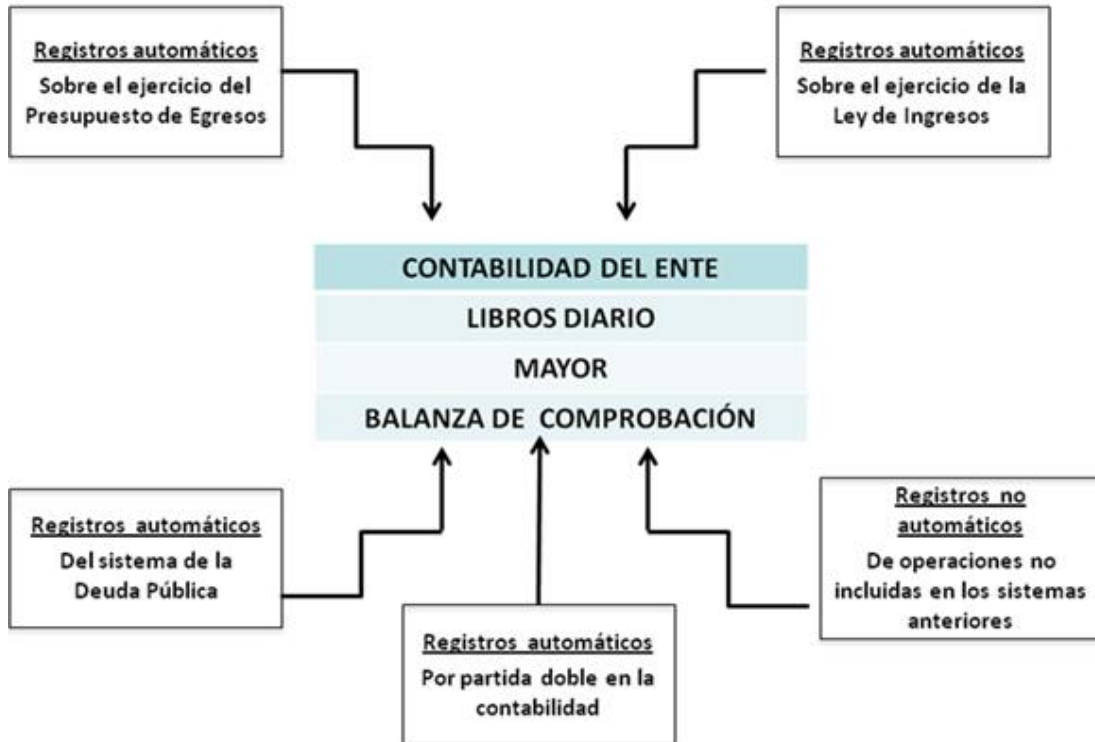 Registros automáticos
Sobre el ejercicio del
Presupuesto de Egresos
Registros automáticos
Sobre el ejercicio de la
Ley de Ingresos
CONTABILIDAD DEL ENTE
LIBROS DIARIO
MAYOR
BALANZA DE COMPROBACIÓN
Registros automáticos
Del sistema de la
Deuda Pública
Registros automáticos
Por partida doble en la
contabilidad
Registros no
automáticos
De operaciones no
incluidas en los sistemas
anteriores